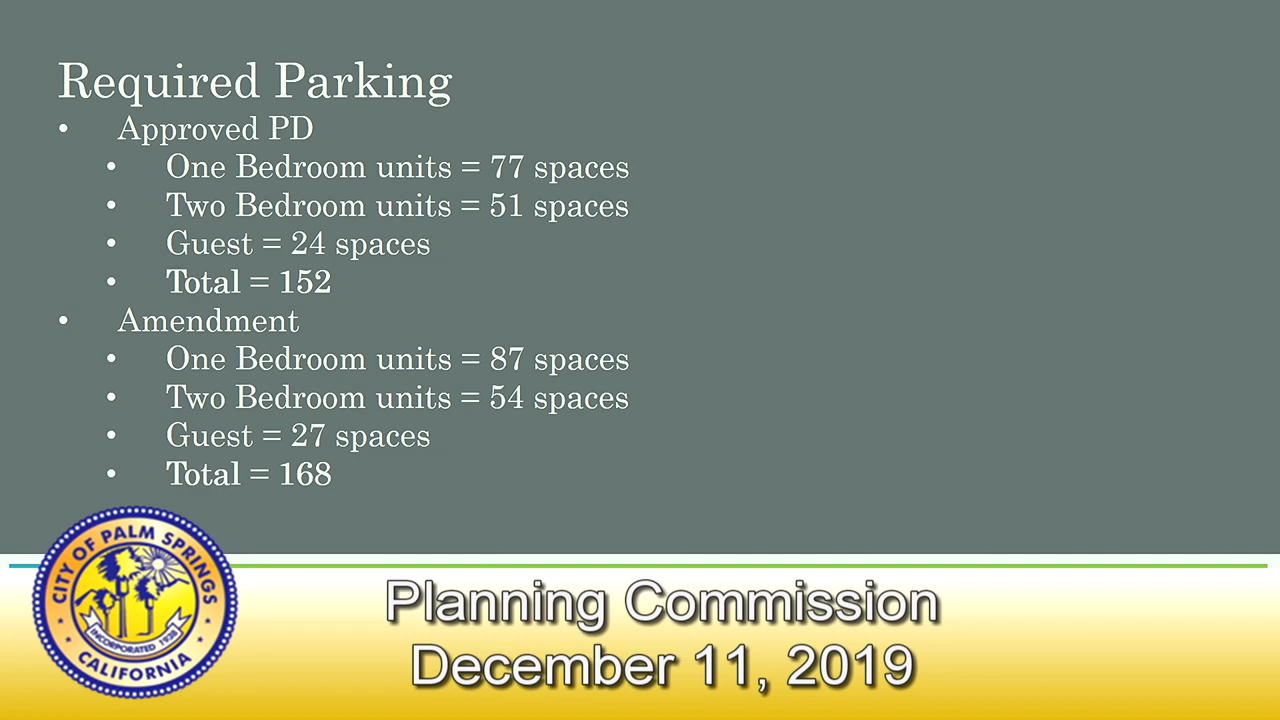 Required Parking
• Approved PD
• One Bedroom units = 77 spaces
• Two Bedroom units = 51 spaces
• Guest = 24 spaces
• Total = 152
• Amendment
• One Bedroom units = 87 spaces
• Two Bedroom units = 54 spaces
• Guest = 27 spaces
• Total = 168
CITY OF PALM SPRINGS
INCORPORATED 1938
CALIFORNIA
Planning Commission
December 11, 2019